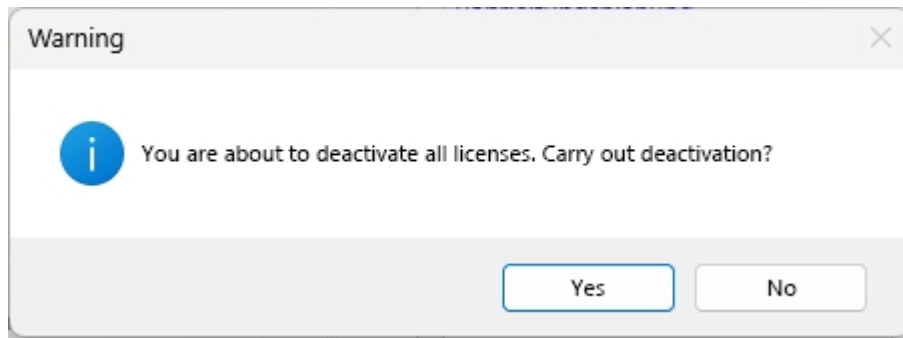 Warning
You are about to deactivate all licenses. Carry out deactivation?
Yes
No